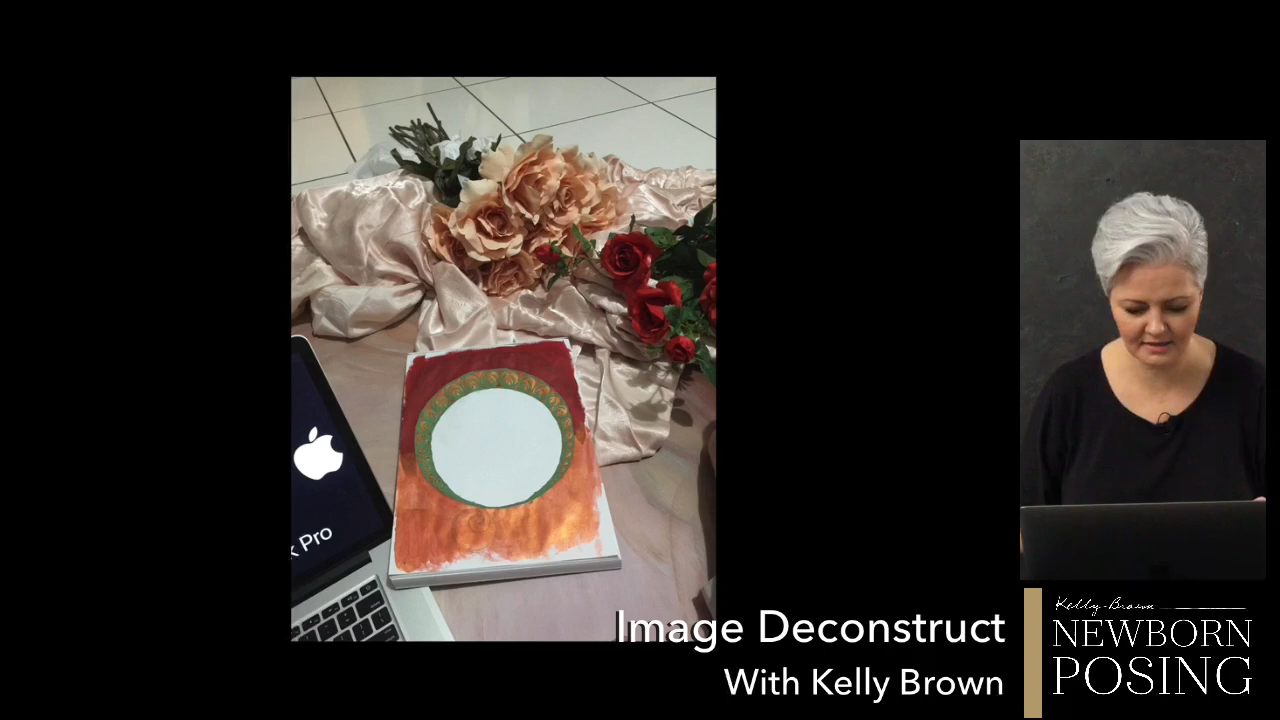 k Pro
Image Deconstruct
With Kelly Brown
Kelly Brown
NEWBORN
POSING